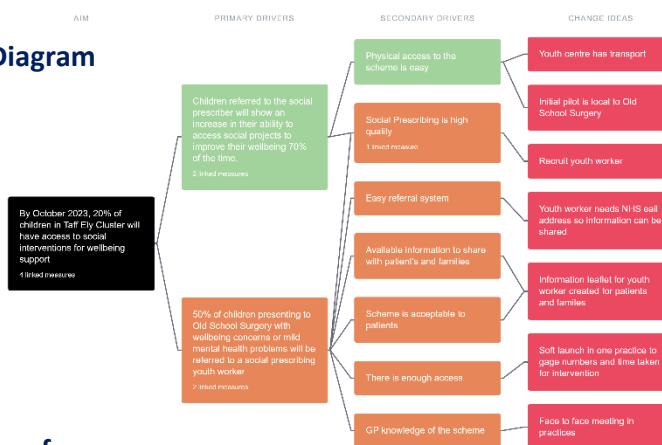 AIM
PRIMARY DRIVERS
SECONDARY DRIVERS
CHANGE IDEAS
Diagram
By October 2023, 20% of
children in Taff Ely Cluster will
have access to social
interventions for wellbeing
support
4 linked measures
Children referred to the social
prescriber will show an
increase in their ability to
access social projects to
improve their wellbeing 70%
of the time.
2 linked measures
50% of children presenting to
Old School Surgery with
wellbeing concerns or mild
mental health problems will be
referred to a social prescribing
youth worker
2 linked measures
Physical access to the
scheme is easy
Social Prescribing is high
quality
1 linked measure
Easy referral system
Available information to share
with patient's and families
Scheme is acceptable to
patients
There is enough access
GP knowledge of the scheme
Youth centre has transport
Initial pilot is local to Old
School Surgery
Recruit youth worker
Youth worker needs NHS eail
address so information can be
shared
Information leaflet for youth
worker created for patients
and familes
Soft launch in one practice to
gage numbers and time taken
for intervention
Face to face meeting in
practices